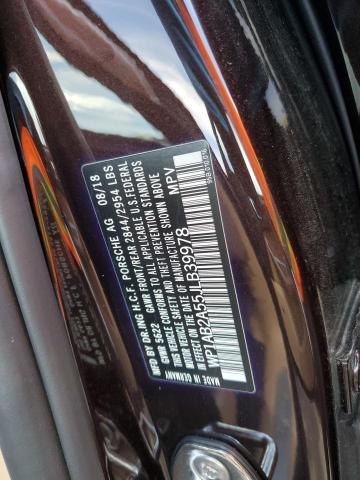 MFD BY DR.ING H.C.F. PORSCHE AG 08/18
GVWR 5622 GAWR FRONT/REAR 2844/2954 LBS
THIS VEHICLE CONFORMS TO ALL APPLICABLE U.S.FEDERAL
SAFETY AND THEFT PREVENTION STANDARDS
IN EFFECT ON THE DATE OF MANUFACTURE SHOWN ABOVE
WP1AB2A55JLB39978 MPV
MADE IN GERMANY